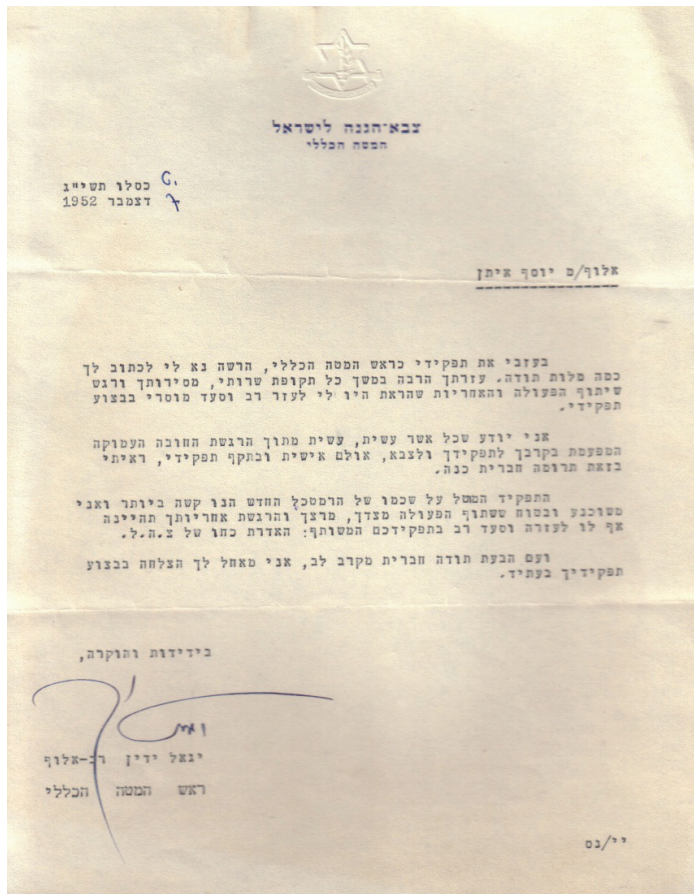 צבא־הגנה לישראל
המטה הכללי
כסלו תשי"ג
7 דצמבר 1952
אלוף/מ יוסף איתן
בעזבי את תפקידי כראש המטה הכללי, הרשה נא לי לכתוב לך
כמה מלות תודה. עזרתך הרבה במשך כל תקופת שרותי, מסירותך ורגש
שיתוף הפעולה והאחריות שהראת היו לי לעזר רב וסעד מוסרי בבצוע
תפקידי.
אני יודע שכל אשר עשית, עשית מתוך הרגשת החובה העמוקה
המפעמת בקרבך לתפקידך ולצבא, אולם אישית ובתקף תפקידי, ראיתי
בזאת תרומה חברית כנה.
התפקיד המוטל על שכמו של הרמטכל החדש הנו קשה ביותר ואני
משוכנע ובטוח ששתוף הפעולה מצדך, מרצך והרגשת אחריותך תהיינה
אף לו לעזרה וסעד רב בתפקידכם המשותף: האדרת כחו של צ.ה.ל.
ועם הבעת תודה חברית מקרב לב, אני מאחל לך הצלחה בבצוע
תפקידיך בעתיד.
בידידות והוקרה,
יגאל ידין רב-אלוף
ראש המטה הכללי
יי/נס